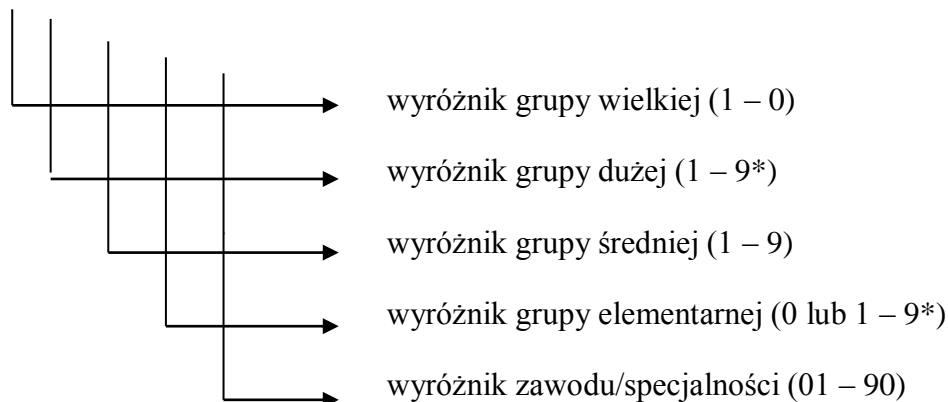 wyróżnik grupy wielkiej (1 – 0)
wyróżnik grupy dużej (1 – 9*)
wyróżnik grupy średniej (1 – 9)
wyróżnik grupy elementarnej (0 lub 1 – 9*)
wyróżnik zawodu/specjalności (01 – 90)